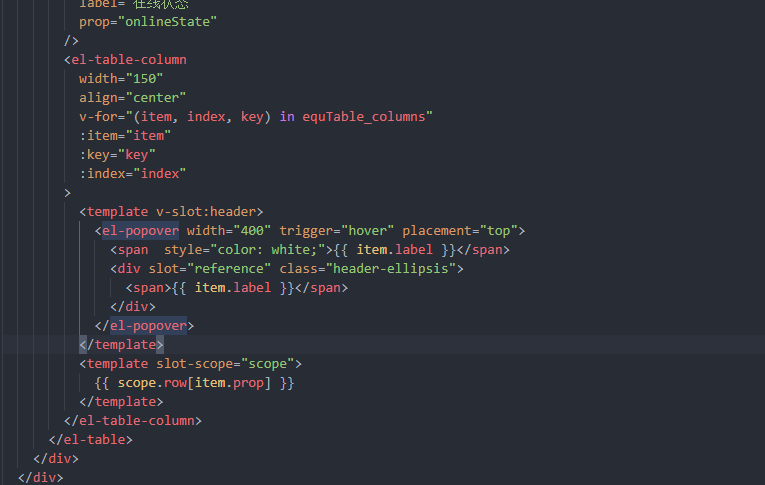 label="在线状态
prop="onlineState"
/>
<el-table-column
width="150"
align="center"
v-for="(item, index, key) in equTable_columns"
:item="item"
:key="key"
:index="index"
>
<template v-slot:header>
<el-popover width="400" trigger="hover" placement="top">
<span  style="color: white;">{{ item.label }}</span>
<div slot="reference" class="header-ellipsis">
<span>{{ item.label }}</span>
</div>
</el-popover>
</template>
<template slot-scope="scope">
{{ scope.row[item.prop] }}
</template>
</el-table-column>
</el-table>
</div>
</div>